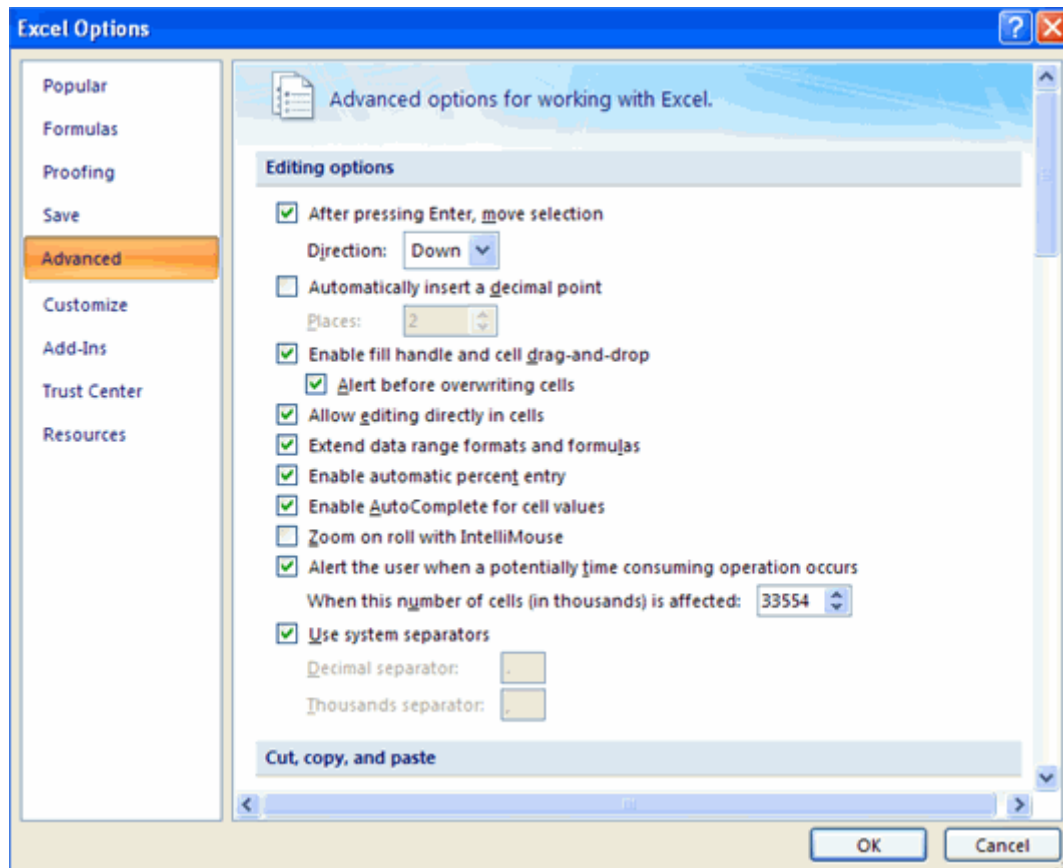 Excel Options
Popular
Formulas
Proofing
Save
Advanced
Customize
Add-Ins
Trust Center
Resources
Advanced options for working with Excel.
Editing options
After pressing Enter, move selection
Direction: Down
Automatically insert a decimal point
Places: 2
Enable fill handle and cell drag-and-drop
Alert before overwriting cells
Allow editing directly in cells
Extend data range formats and formulas
Enable automatic percent entry
Enable AutoComplete for cell values
Zoom on roll with IntelliMouse
Alert the user when a potentially time consuming operation occurs
When this number of cells (in thousands) is affected: 33554
Use system separators
Decimal separator: .
Thousands separator: ,
Cut, copy, and paste
OK Cancel